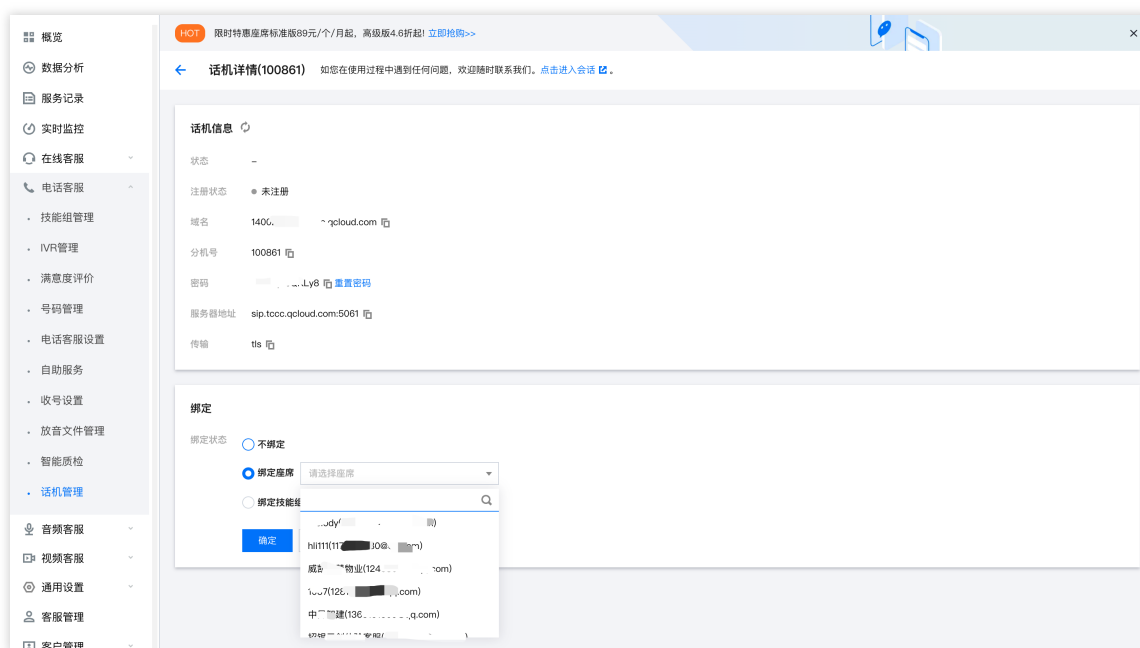 概览
数据分析
服务记录
实时监控
在线客服
电话客服
技能组管理
IVR管理
满意度评价
号码管理
电话客服设置
自助服务
收号设置
放音文件管理
智能质检
话机管理
音频客服
视频客服
通用设置
客服管理
客户管理
HOT 限时特惠座席标准版89元/个/月起，高级版4.6折起! 立即抢购>>
话机详情(100861) 如您在使用过程中遇到任何问题，欢迎随时联系我们。点击进入会话 。
话机信息
状态 –
注册状态 未注册
域名 1400 qcloud.com
分机号 100861
密码 Ly8 重置密码
服务器地址 sip.tccc.qcloud.com:5061
传输 tls
绑定
绑定状态
不绑定
绑定座席 请选择座席
绑定技能组
确定
hli111(117 com)
物业(124 com)
com)
建(136 q.com)